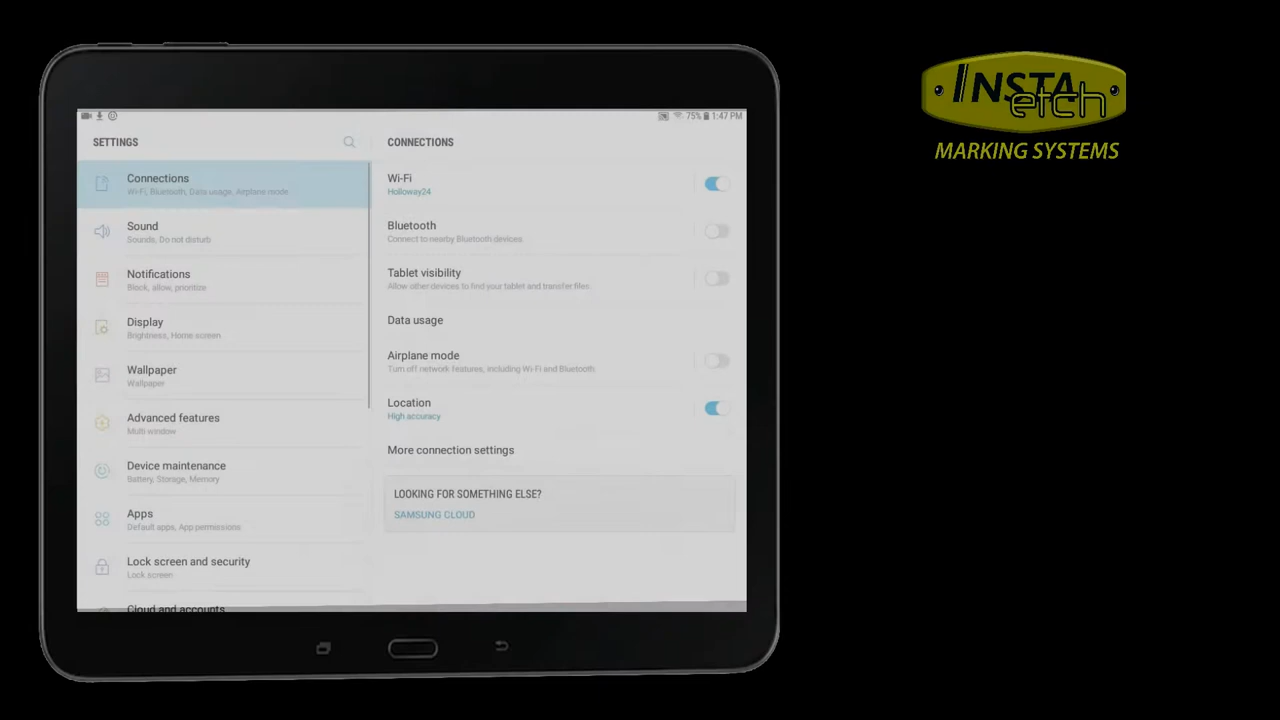 INSTA
etch
MARKING SYSTEMS
75% 1:47 PM
SETTINGS
Connections
Wi-Fi, Bluetooth, Data usage, Airplane mode
Sound
Sounds, Do not disturb
Notifications
Block, allow, prioritize
Display
Brightness, Home screen
Wallpaper
Wallpaper
Advanced features
Multi window
Device maintenance
Battery, Storage, Memory
Apps
Default apps, App permissions
Lock screen and security
Lock screen
Cloud and accounts
CONNECTIONS
Wi-Fi
Holloway24
Bluetooth
Connect to nearby Bluetooth devices.
Tablet visibility
Allow other devices to find your tablet and transfer files.
Data usage
Airplane mode
Turn off network features, including Wi-Fi and Bluetooth.
Location
High accuracy
More connection settings
LOOKING FOR SOMETHING ELSE?
SAMSUNG CLOUD